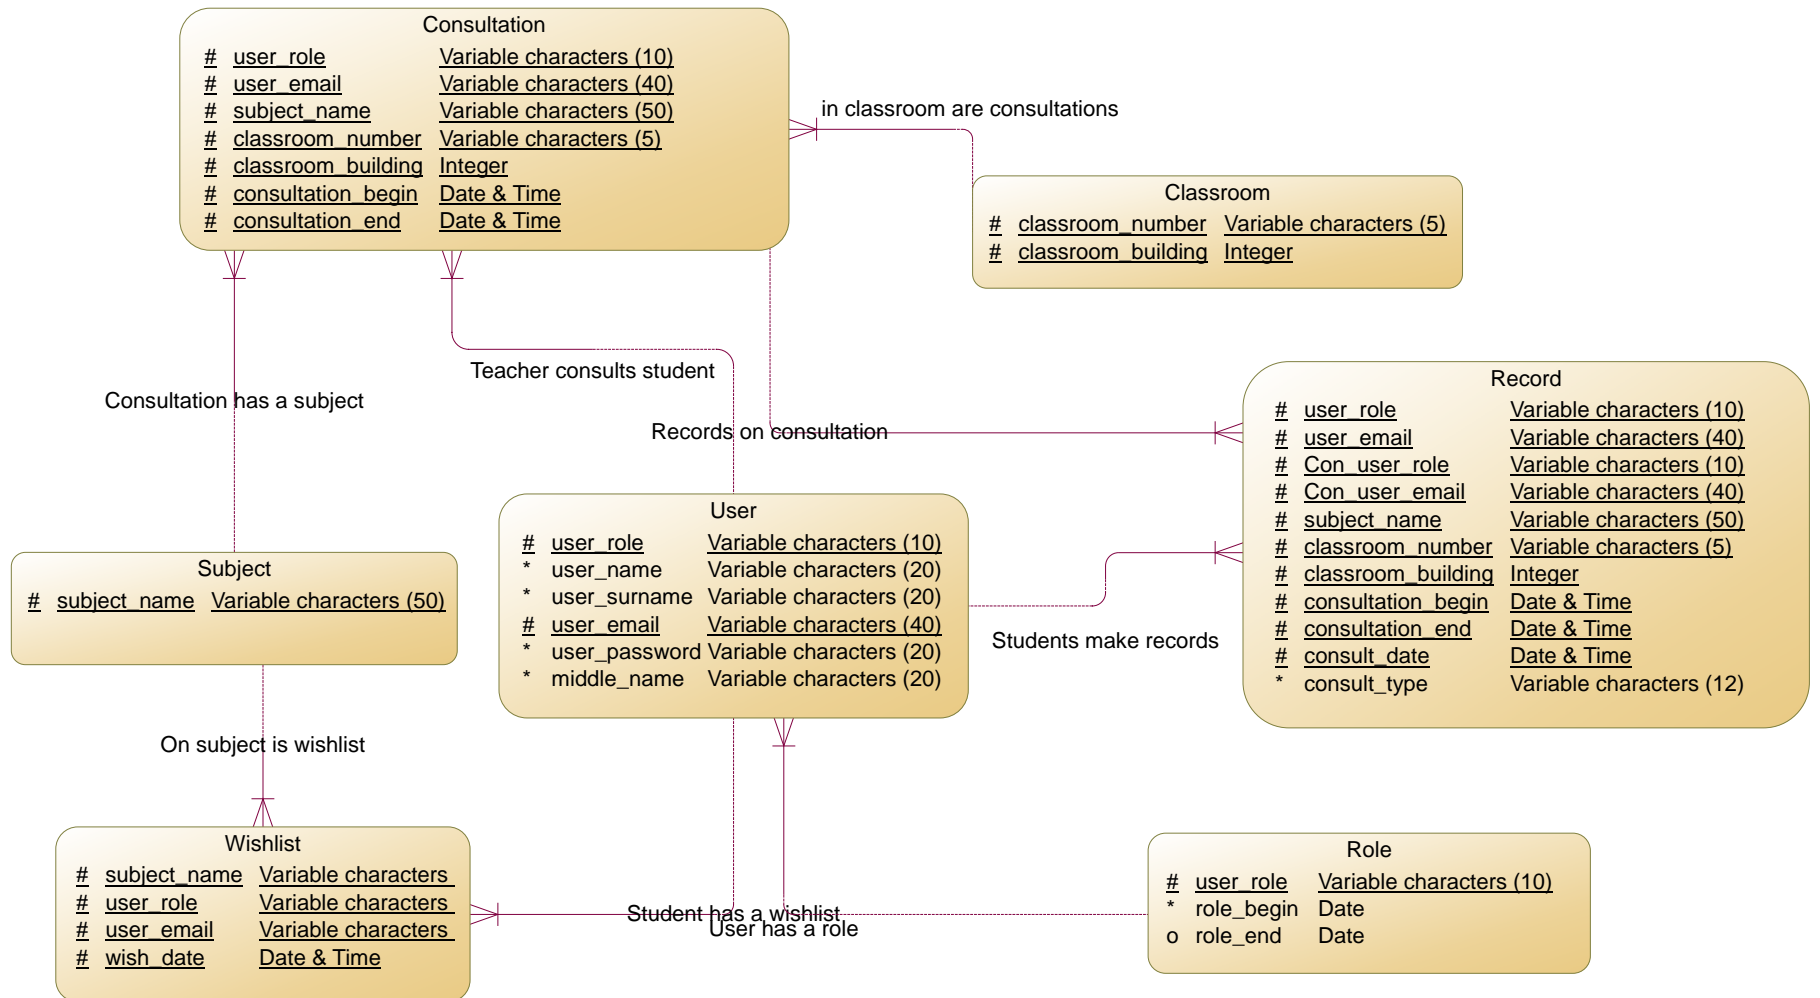 Consultation
# user_role Variable characters (10)
# user_email Variable characters (40)
# subject_name Variable characters (50)
# classroom_number Variable characters (5)
# classroom_building Integer
# consultation_begin Date & Time
# consultation_end Date & Time
in classroom are consultations
Classroom
# classroom_number Variable characters (5)
# classroom_building Integer
Teacher consults student
Consultation has a subject
Records on consultation
Record
# user_role Variable characters (10)
# user_email Variable characters (40)
# Con_user_role Variable characters (10)
# Con_user_email Variable characters (40)
# subject_name Variable characters (50)
# classroom_number Variable characters (5)
# classroom_building Integer
# consultation_begin Date & Time
# consultation_end Date & Time
# consult_date Date & Time
* consult_type Variable characters (12)
User
# user_role Variable characters (10)
* user_name Variable characters (20)
* user_surname Variable characters (20)
# user_email Variable characters (40)
* user_password Variable characters (20)
* middle_name Variable characters (20)
Subject
# subject_name Variable characters (50)
Students make records
On subject is wishlist
Wishlist
# subject_name Variable characters
# user_role Variable characters
# user_email Variable characters
# wish_date Date & Time
Student has a wishlist
User has a role
Role
# user_role Variable characters (10)
* role_begin Date
o role_end Date